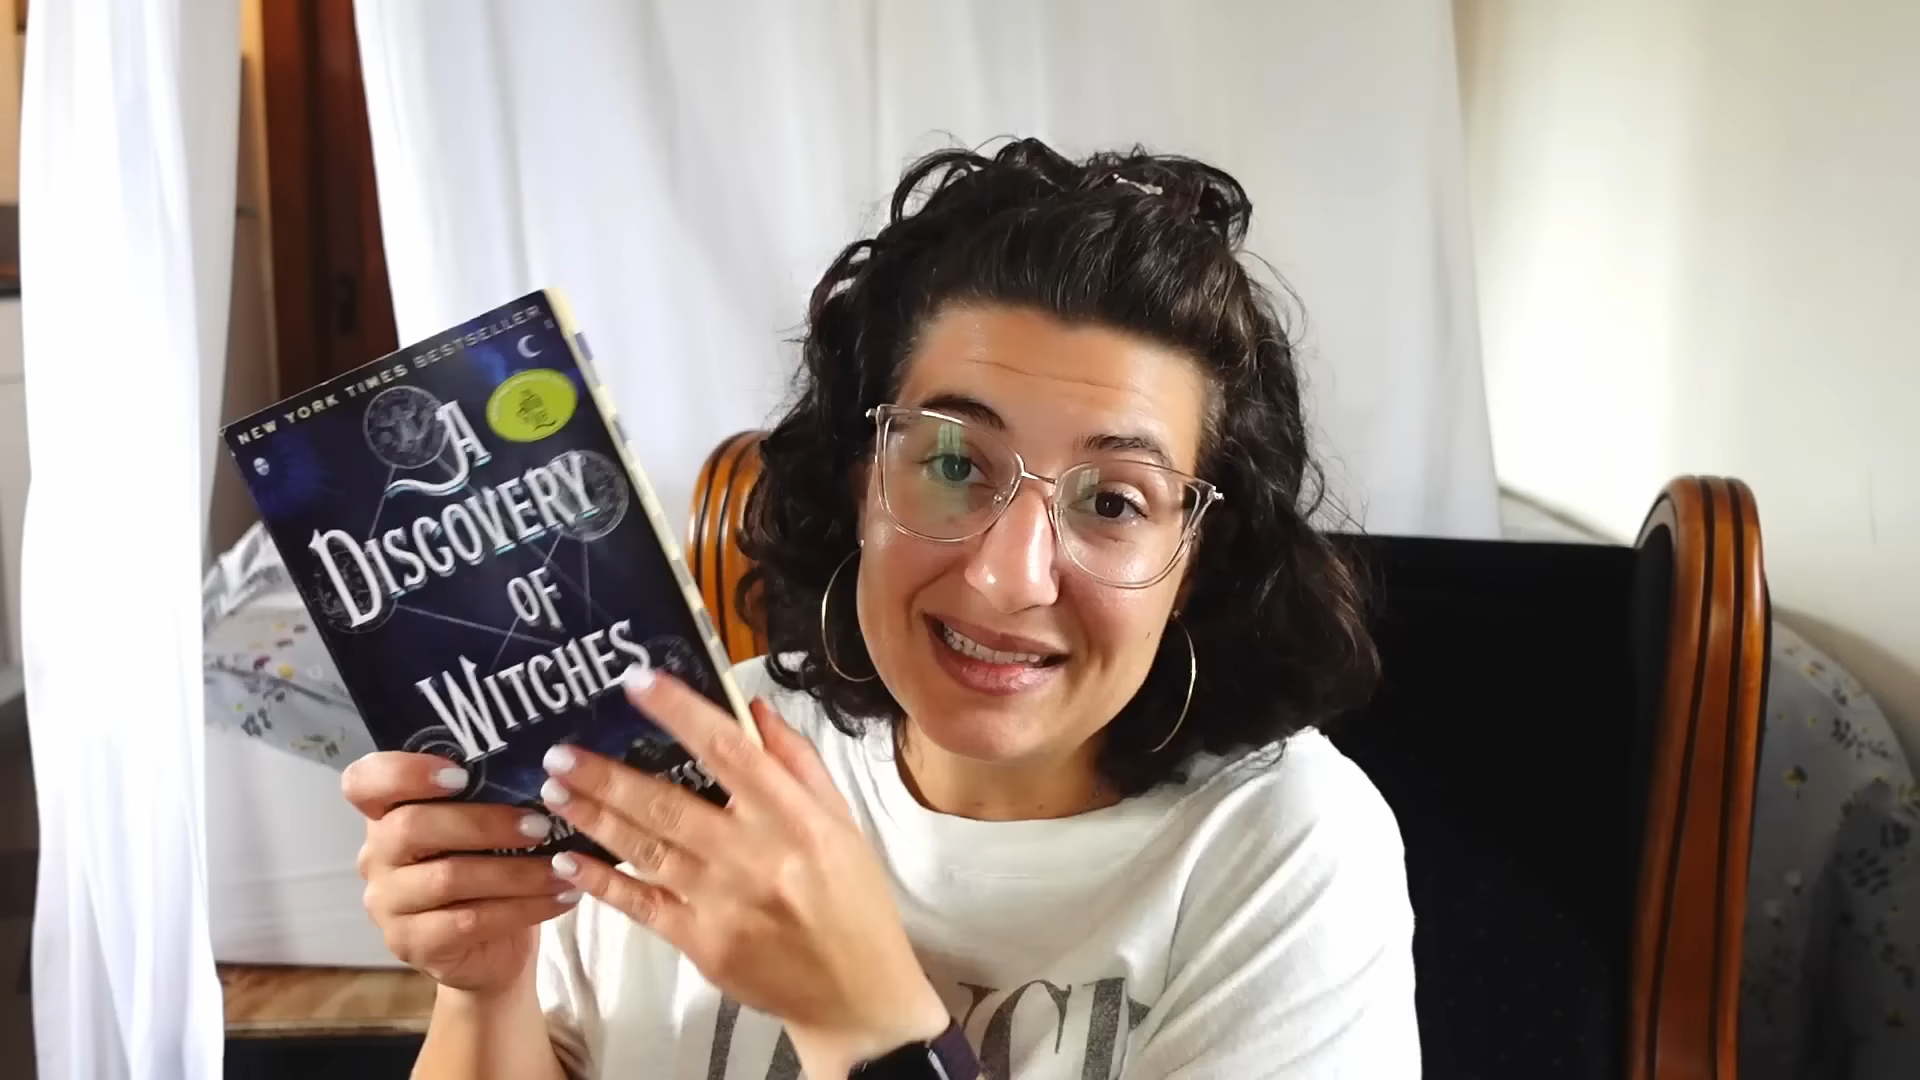 NEW YORK TIMES BESTSELLER
A
DISCOVERY
OF
WITCHES